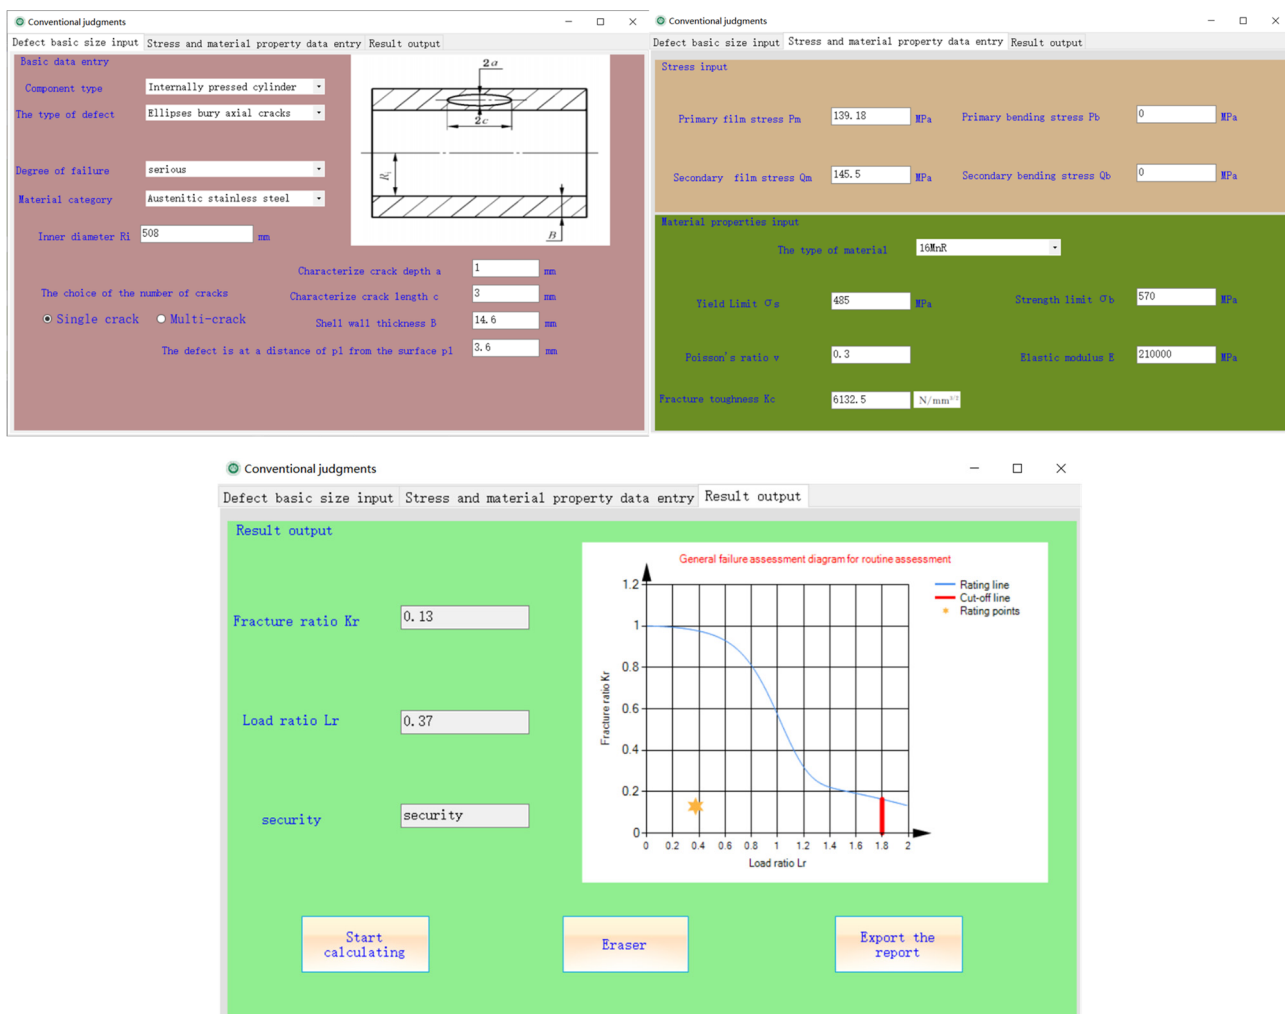 Conventional judgments
Defect basic size input Stress and material property data entry Result output
Basic data entry
Component type Internally pressed cylinder
The type of defect Ellipses bury axial cracks
Degree of failure serious
Material category Austenitic stainless steel
Inner diameter Ri 508 mm
2a
2c
Ri
B
Characterize crack depth a 1 mm
The choice of the number of cracks Characterize crack length c 3 mm
Single crack Multi-crack Shell wall thickness B 14.6 mm
The defect is at a distance of p1 from the surface p1 3.6 mm
Conventional judgments
Defect basic size input Stress and material property data entry Result output
Stress input
Primary film stress Pm 139.18 MPa Primary bending stress Pb 0 MPa
Secondary film stress Qm 145.5 MPa Secondary bending stress Qb 0 MPa
Material properties input
The type of material 16MnR
Yield Limit σs 485 MPa Strength limit σb 570 MPa
Poisson's ratio v 0.3 Elastic modulus E 210000 MPa
Fracture toughness Kc 6132.5 N/mm³/²
Conventional judgments
Defect basic size input Stress and material property data entry Result output
Result output
Fracture ratio Kr 0.13
Load ratio Lr 0.37
security security
General failure assessment diagram for routine assessment
Rating line
Cut-off line
Rating points
Fracture ratio Kr
1.2
1
0.8
0.6
0.4
0.2
0
0 0.2 0.4 0.6 0.8 1 1.2 1.4 1.6 1.8 2
Load ratio Lr
Start
calculating
Eraser
Export the
report